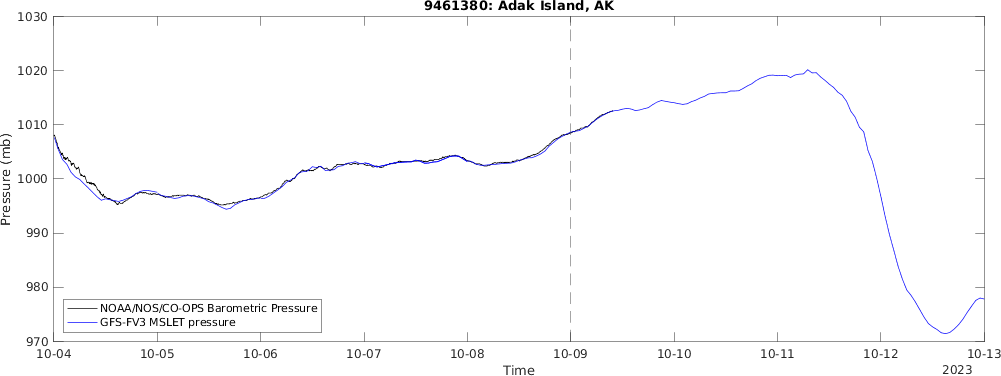 9461380: Adak Island, AK
Pressure (mb)
1030
1020
1010
1000
990
980
970
NOAA/NOS/CO-OPS Barometric Pressure
GFS-FV3 MSLET pressure
10-04 10-05 10-06 10-07 10-08 10-09 10-10 10-11 10-12 10-13
Time
2023